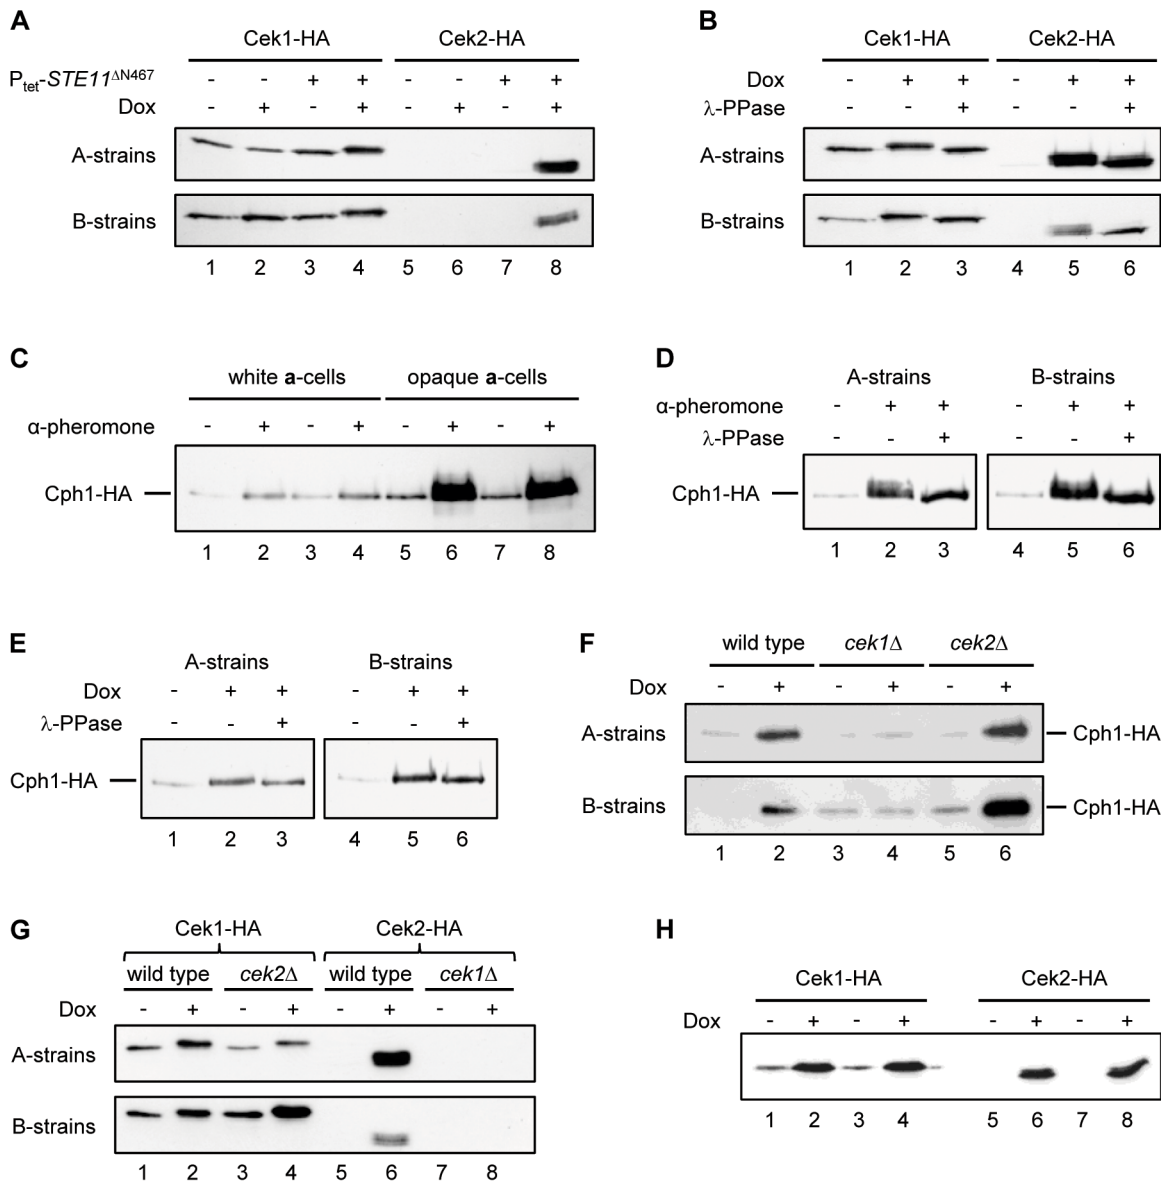 A
Cek1-HA Cek2-HA
Ptet-STE11ΔN467 - - + + - - + +
Dox - + - + - + - +
A-strains
B-strains
1 2 3 4 5 6 7 8
B
Cek1-HA Cek2-HA
Dox - + + - + +
λ-PPase - - + - - +
A-strains
B-strains
1 2 3 4 5 6
C
white a-cells opaque a-cells
α-pheromone - + - + - + - +
Cph1-HA
1 2 3 4 5 6 7 8
D
A-strains B-strains
α-pheromone - + + - + +
λ-PPase - - + - - +
Cph1-HA
1 2 3 4 5 6
E
A-strains B-strains
Dox - + + - + +
λ-PPase - - + - - +
Cph1-HA
1 2 3 4 5 6
F
wild type cek1Δ cek2Δ
Dox - + - + - +
A-strains Cph1-HA
B-strains Cph1-HA
1 2 3 4 5 6
G
Cek1-HA Cek2-HA
wild type cek2Δ wild type cek1Δ
Dox - + - + - + - +
A-strains
B-strains
1 2 3 4 5 6 7 8
H
Cek1-HA Cek2-HA
Dox - + - + - + - +
1 2 3 4 5 6 7 8